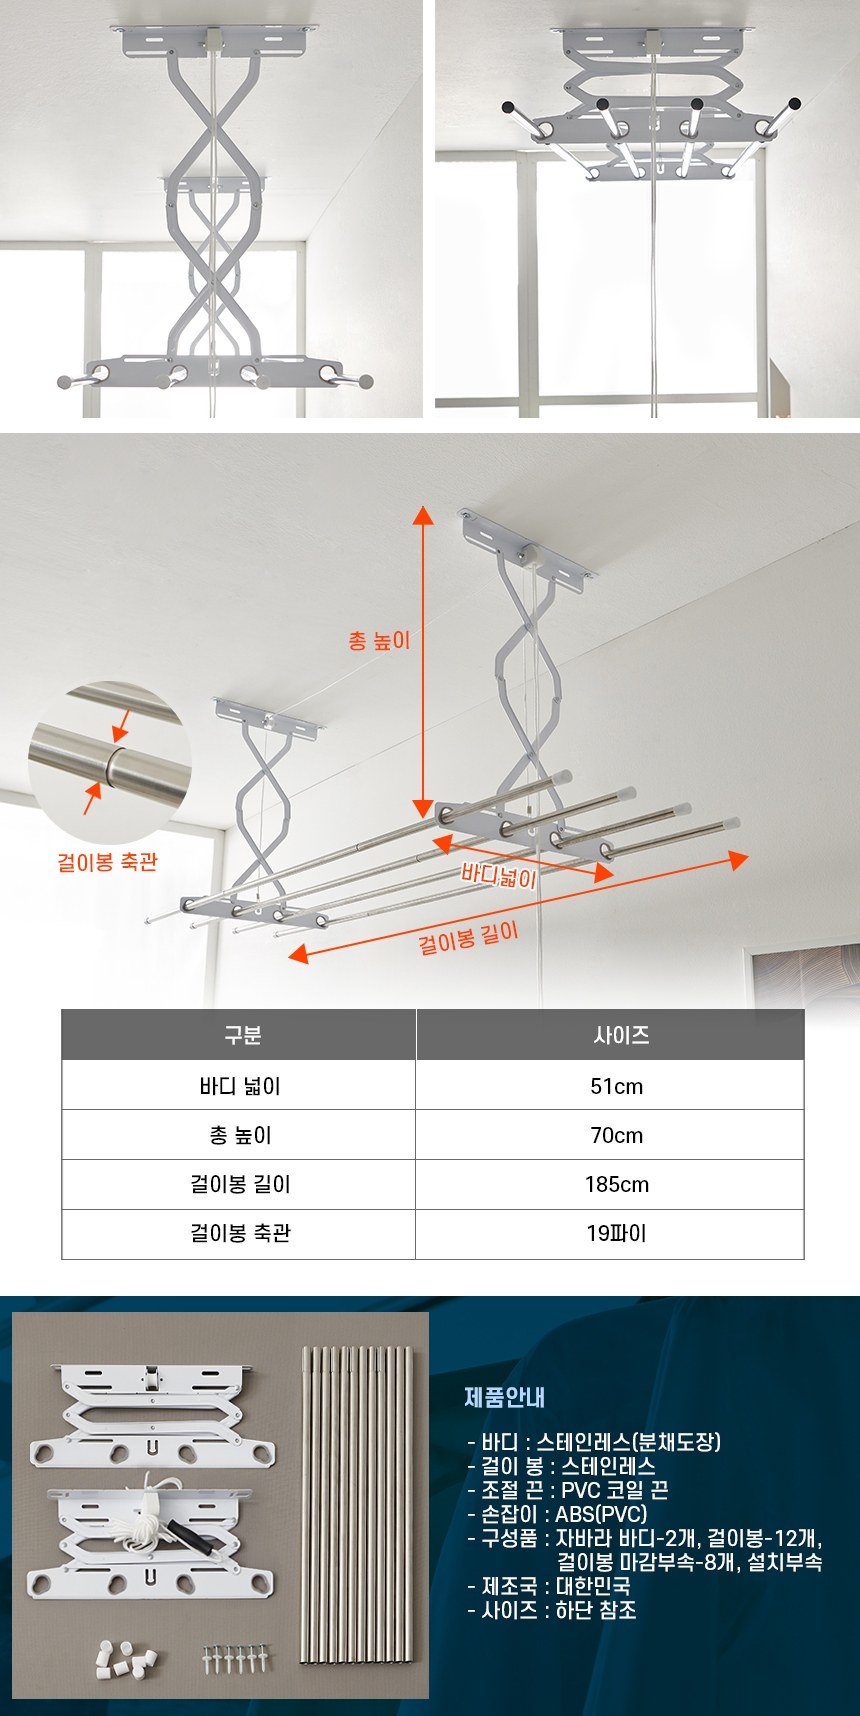 총 높이
걸이봉 축관
바디넓이
걸이봉 길이
구분 사이즈
바디 넓이 51cm
총 높이 70cm
걸이봉 길이 185cm
걸이봉 축관 19파이
제품안내
- 바디 : 스테인레스(분채도장)
- 걸이 봉 : 스테인레스
- 조절 끈 : PVC 코일 끈
- 손잡이 : ABS(PVC)
- 구성품 : 자바라 바디-2개, 걸이봉-12개,
걸이봉 마감부속-8개, 설치부속
- 제조국 : 대한민국
- 사이즈 : 하단 참조